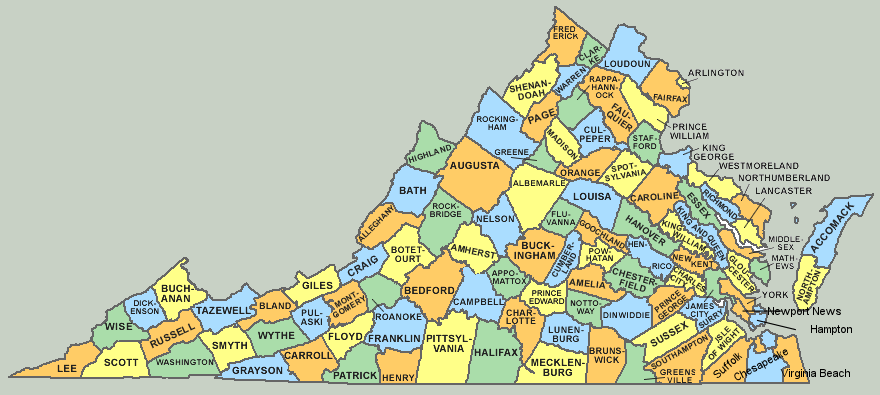 FRED
ERICK
CLAR-
KE
LOUDOUN
WARREN
ARLINGTON
SHENAN-
DOAH
RAPPA-
HANN-
OCK
FAIRFAX
PAGE
FAU-
QUIER
ROCKING-
HAM
CUL-
PEPER
PRINCE
WILLIAM
STAF-
FORD
MADISON
HIGHLAND
GREENE
KING
GEORGE
AUGUSTA
ORANGE
SPOT-
SYLVANIA
WESTMORELAND
NORTHUMBERLAND
LANCASTER
BATH
ALBEMARLE
LOUISA
CAROLINE
ESSEX
RICHMOND
ROCK-
BRIDGE
NELSON
FLU-
VANNA
ALLEGHANY
GOOCHLAND
HANOVER
KING AND QUEEN
KING
WILLIAM
ACCOMACK
MIDDLE-
SEX
BOTET-
OURT
AMHERST
BUCK-
INGHAM
CUMBER-
LAND
POW-
HATAN
HEN-
RICO
NEW
KENT
GLOU-
CESTER
MATH-
EWS
CRAIG
APPO-
MATTOX
CHESTER-
FIELD
CHARLES
CITY
NORTH-
AMPTON
BUCH-
ANAN
GILES
BEDFORD
AMELIA
PRINCE
EDWARD
YORK
DICK-
ENSON
TAZEWELL
BLAND
MONT-
GOMERY
ROANOKE
CAMPBELL
NOTTO-
WAY
PRINCE
GEORGE
JAMES
CITY
SURRY
Newport News
Hampton
WISE
RUSSELL
PUL-
ASKI
CHAR-
LOTTE
DINWIDDIE
WYTHE
FLOYD
FRANKLIN
PITTSYL-
VANIA
LUNEN-
BURG
SUSSEX
ISLE
OF WIGHT
SMYTH
CARROLL
HALIFAX
BRUNS-
WICK
SOUTHAMPTON
LEE
SCOTT
WASHINGTON
GRAYSON
PATRICK
HENRY
MECKLEN-
BURG
GREENS
VILLE
Suffolk
Chesapeake
Virginia Beach